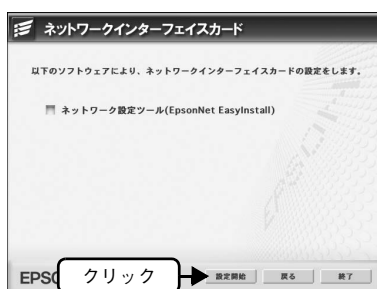 ネットワークインターフェイスカード
以下のソフトウェアにより、ネットワークインターフェイスカードの設定をします。
ネットワーク設定ツール(EpsonNet EasyInstall)
EPSON
クリック
設定開始
戻る
終了